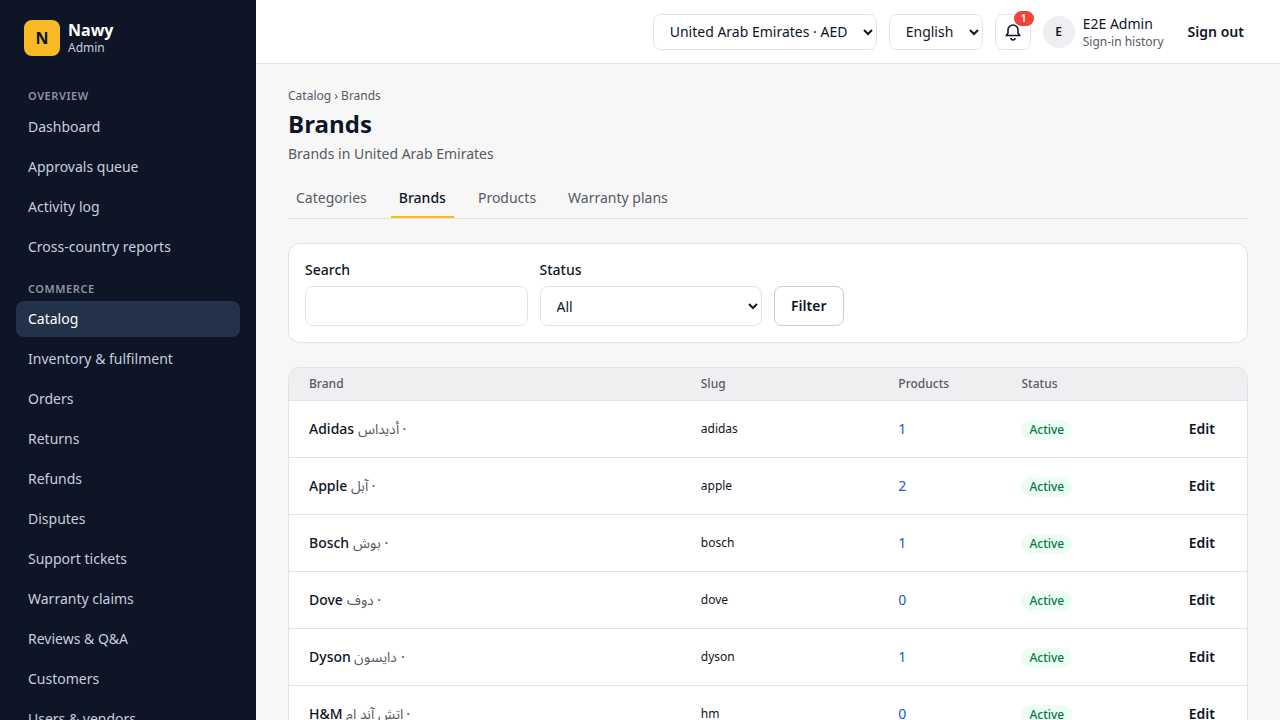 N
Nawy
Admin
OVERVIEW
Dashboard
Approvals queue
Activity log
Cross-country reports
COMMERCE
Catalog
Inventory & fulfilment
Orders
Returns
Refunds
Disputes
Support tickets
Warranty claims
Reviews & Q&A
Customers
Users & vendors
United Arab Emirates · AED
English
1
E
E2E Admin
Sign-in history
Sign out
Catalog › Brands
Brands
Brands in United Arab Emirates
Categories Brands Products Warranty plans
Search Status
All Filter
Brand Slug Products Status
Adidas · أديداس adidas 1 Active Edit
Apple · آبل apple 2 Active Edit
Bosch · بوش bosch 1 Active Edit
Dove · دوف dove 0 Active Edit
Dyson · دايسون dyson 1 Active Edit
H&M · اتش آند ام hm 0 Active Edit